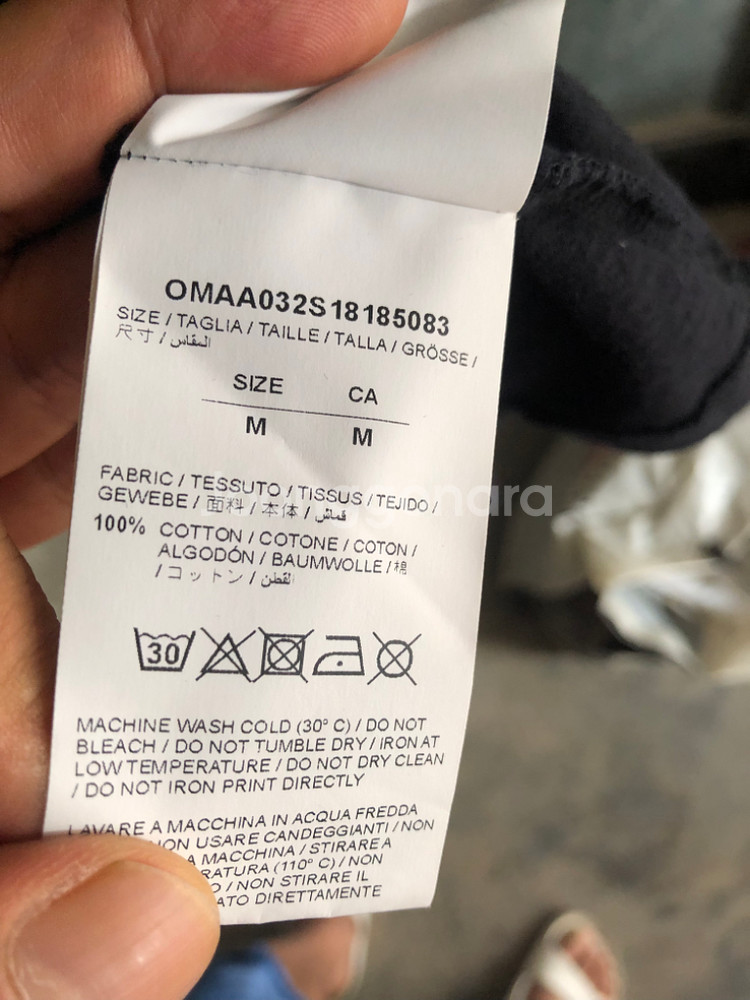 OMAA032S18185083
SIZE / TAGLIA / TAILLE / TALLA / GRÖSSE /
尺寸 / المقاس
SIZE CA
M M
FABRIC / TESSUTO / TISSUS / TEJIDO /
GEWEBE / 面料 / 本体 / قماش
100% COTTON / COTONE / COTON /
ALGODÓN / BAUMWOLLE / 棉
/ コットン / القطن
30
MACHINE WASH COLD (30° C) / DO NOT
BLEACH / DO NOT TUMBLE DRY / IRON AT
LOW TEMPERATURE / DO NOT DRY CLEAN
/ DO NOT IRON PRINT DIRECTLY
LAVARE A MACCHINA IN ACQUA FREDDA
NON USARE CANDEGGIANTI / NON
A MACCHINA / STIRARE A
RATURA (110° C) / NON
O / NON STIRARE IL
ATO DIRETTAMENTE